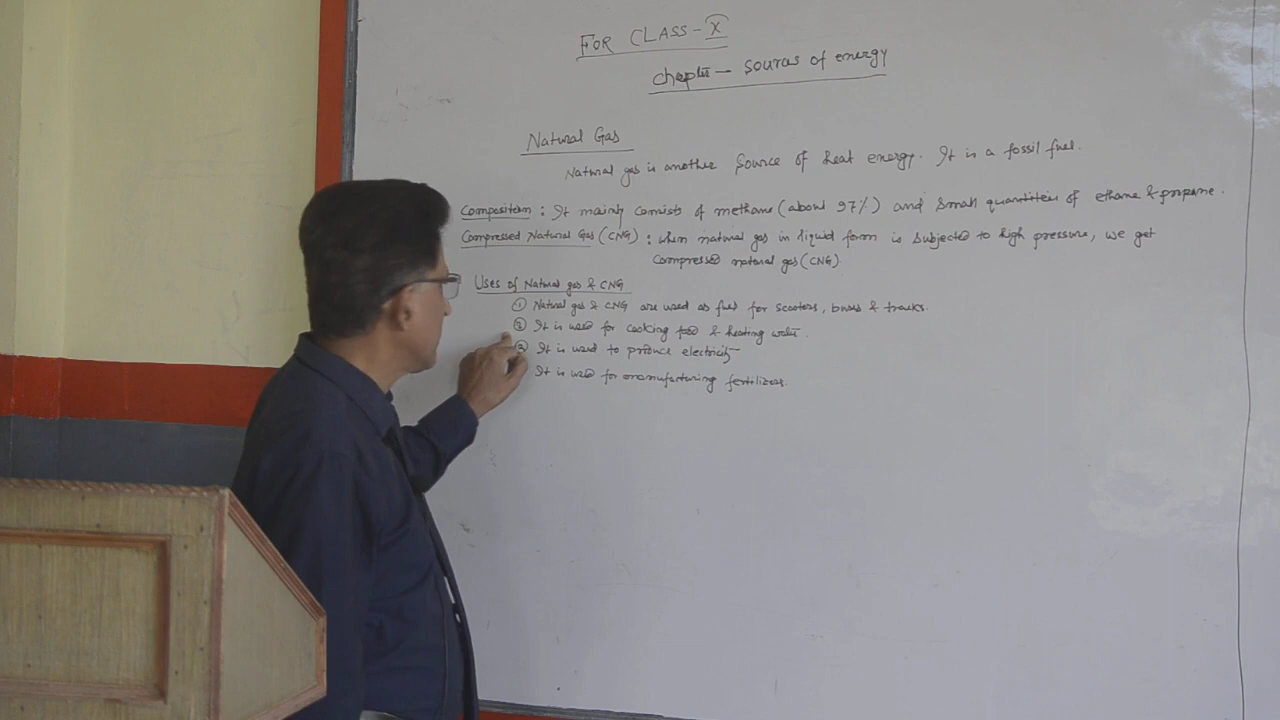 FOR CLASS-X
Chapter - Sources of energy
Natural Gas
Natural gas is another Source of heat energy. It is a fossil fuel.
Composition : It mainly consists of methane (about 97%) and small quantities of ethane & propane.
Compressed Natural Gas (CNG) : when natural gas in liquid form is subjected to high pressure, we get
Compressed natural gas (CNG).
Uses of Natural gas & CNG
① Natural gas & CNG are used as fuel for scooters, buses & trucks.
② It is used for cooking food & heating water.
③ It is used to produce electricity
It is used for manufacturing fertilizers.